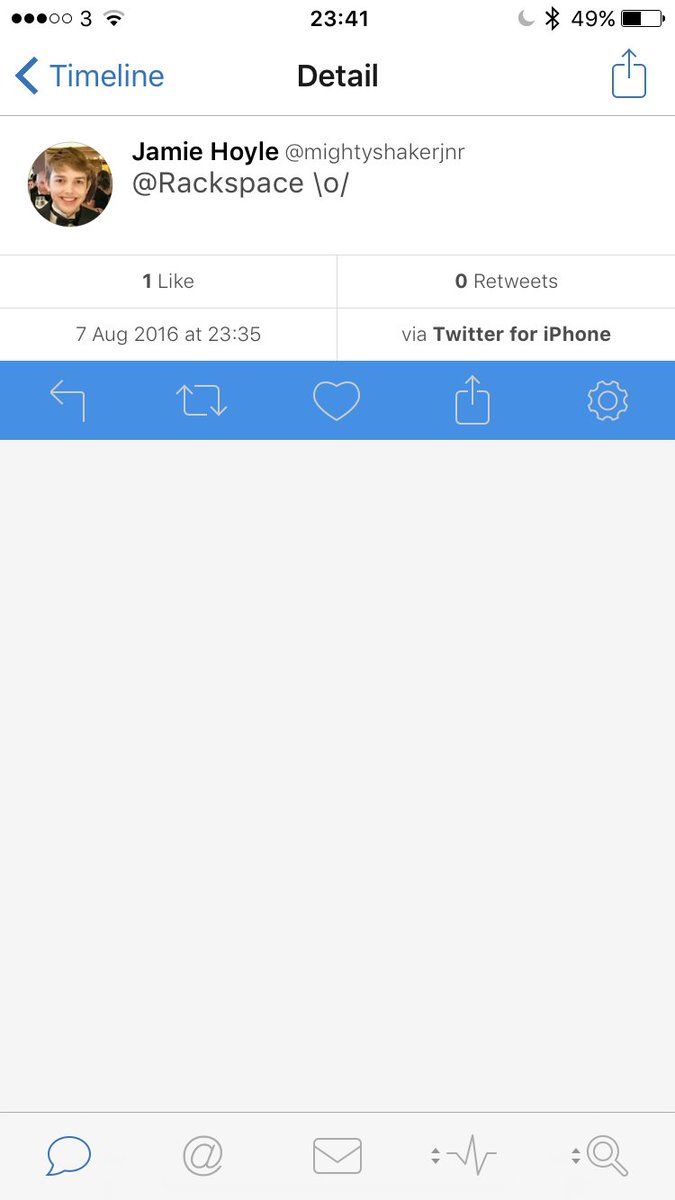 3 23:41 49%
Timeline Detail
Jamie Hoyle @mightyshakerjnr
@Rackspace \o/
1 Like 0 Retweets
7 Aug 2016 at 23:35 via Twitter for iPhone
@